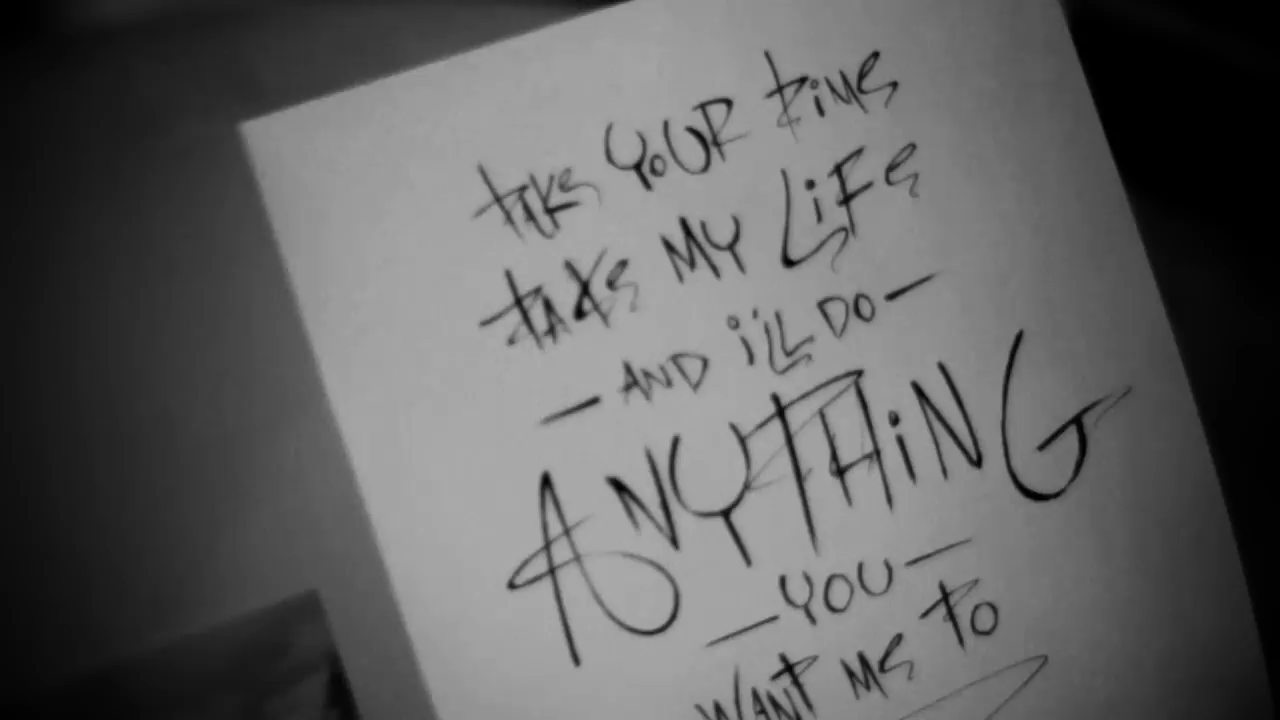 take YOUR time
take MY LiFe
— AND i'LL DO —
ANYTHiNG
— YOU —
WANT Me to